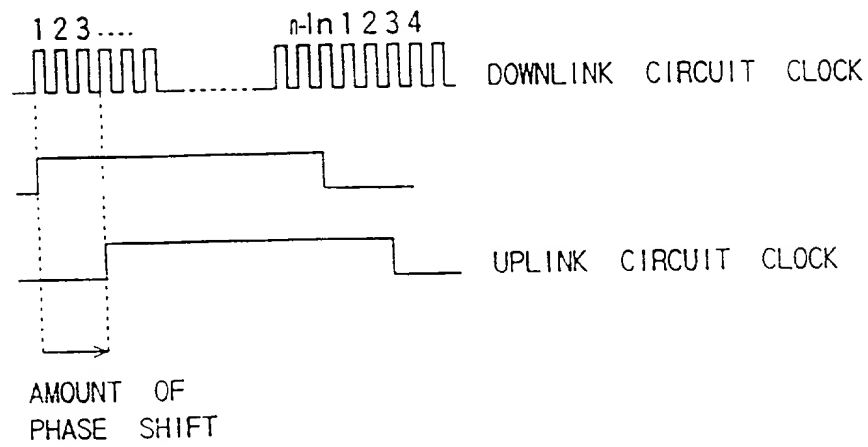 1 2 3 ....
n-1 n 1 2 3 4
DOWNLINK CIRCUIT CLOCK
UPLINK CIRCUIT CLOCK
AMOUNT OF
PHASE SHIFT